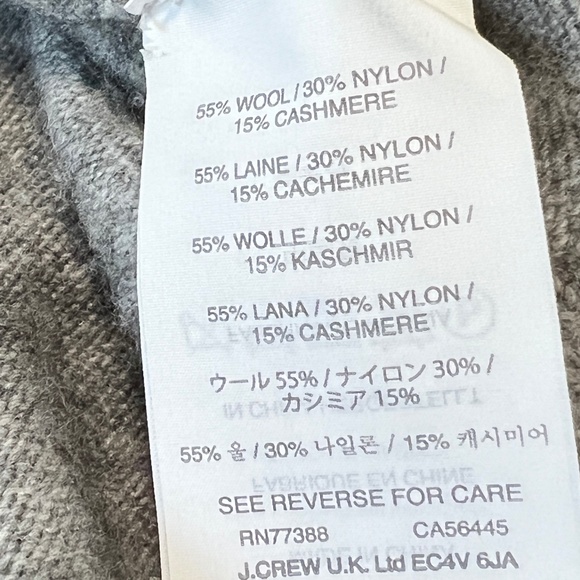 55% WOOL / 30% NYLON /
15% CASHMERE
55% LAINE / 30% NYLON /
15% CACHEMIRE
55% WOLLE / 30% NYLON /
15% KASCHMIR
55% LANA / 30% NYLON /
15% CASHMERE
ウール 55% / ナイロン 30% /
カシミア 15%
55% 울 / 30% 나일론 / 15% 캐시미어
SEE REVERSE FOR CARE
RN77388 CA56445
J.CREW U.K. Ltd EC4V 6JA